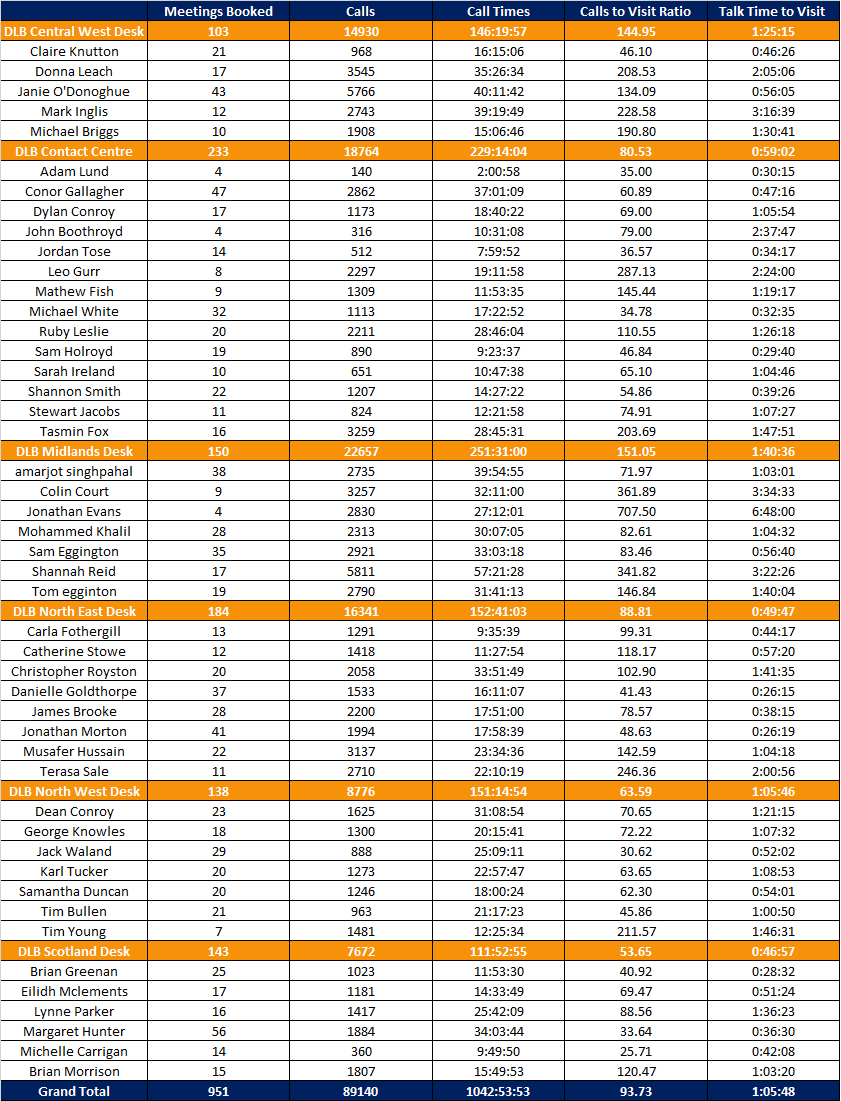 Meetings Booked Calls Call Times Calls to Visit Ratio Talk Time to Visit
DLB Central West Desk 103 14930 146:19:57 144.95 1:25:15
Claire Knutton 21 968 16:15:06 46.10 0:46:26
Donna Leach 17 3545 35:26:34 208.53 2:05:06
Janie O'Donoghue 43 5766 40:11:42 134.09 0:56:05
Mark Inglis 12 2743 39:19:49 228.58 3:16:39
Michael Briggs 10 1908 15:06:46 190.80 1:30:41
DLB Contact Centre 233 18764 229:14:04 80.53 0:59:02
Adam Lund 4 140 2:00:58 35.00 0:30:15
Conor Gallagher 47 2862 37:01:09 60.89 0:47:16
Dylan Conroy 17 1173 18:40:22 69.00 1:05:54
John Boothroyd 4 316 10:31:08 79.00 2:37:47
Jordan Tose 14 512 7:59:52 36.57 0:34:17
Leo Gurr 8 2297 19:11:58 287.13 2:24:00
Mathew Fish 9 1309 11:53:35 145.44 1:19:17
Michael White 32 1113 17:22:52 34.78 0:32:35
Ruby Leslie 20 2211 28:46:04 110.55 1:26:18
Sam Holroyd 19 890 9:23:37 46.84 0:29:40
Sarah Ireland 10 651 10:47:38 65.10 1:04:46
Shannon Smith 22 1207 14:27:22 54.86 0:39:26
Stewart Jacobs 11 824 12:21:58 74.91 1:07:27
Tasmin Fox 16 3259 28:45:31 203.69 1:47:51
DLB Midlands Desk 150 22657 251:31:00 151.05 1:40:36
amarjot singhpahal 38 2735 39:54:55 71.97 1:03:01
Colin Court 9 3257 32:11:00 361.89 3:34:33
Jonathan Evans 4 2830 27:12:01 707.50 6:48:00
Mohammed Khalil 28 2313 30:07:05 82.61 1:04:32
Sam Eggington 35 2921 33:03:18 83.46 0:56:40
Shannah Reid 17 5811 57:21:28 341.82 3:22:26
Tom egginton 19 2790 31:41:13 146.84 1:40:04
DLB North East Desk 184 16341 152:41:03 88.81 0:49:47
Carla Fothergill 13 1291 9:35:39 99.31 0:44:17
Catherine Stowe 12 1418 11:27:54 118.17 0:57:20
Christopher Royston 20 2058 33:51:49 102.90 1:41:35
Danielle Goldthorpe 37 1533 16:11:07 41.43 0:26:15
James Brooke 28 2200 17:51:00 78.57 0:38:15
Jonathan Morton 41 1994 17:58:39 48.63 0:26:19
Musafer Hussain 22 3137 23:34:36 142.59 1:04:18
Terasa Sale 11 2710 22:10:19 246.36 2:00:56
DLB North West Desk 138 8776 151:14:54 63.59 1:05:46
Dean Conroy 23 1625 31:08:54 70.65 1:21:15
George Knowles 18 1300 20:15:41 72.22 1:07:32
Jack Waland 29 888 25:09:11 30.62 0:52:02
Karl Tucker 20 1273 22:57:47 63.65 1:08:53
Samantha Duncan 20 1246 18:00:24 62.30 0:54:01
Tim Bullen 21 963 21:17:23 45.86 1:00:50
Tim Young 7 1481 12:25:34 211.57 1:46:31
DLB Scotland Desk 143 7672 111:52:55 53.65 0:46:57
Brian Greenan 25 1023 11:53:30 40.92 0:28:32
Eilidh Mclements 17 1181 14:33:49 69.47 0:51:24
Lynne Parker 16 1417 25:42:09 88.56 1:36:23
Margaret Hunter 56 1884 34:03:44 33.64 0:36:30
Michelle Carrigan 14 360 9:49:50 25.71 0:42:08
Brian Morrison 15 1807 15:49:53 120.47 1:03:20
Grand Total 951 89140 1042:53:53 93.73 1:05:48